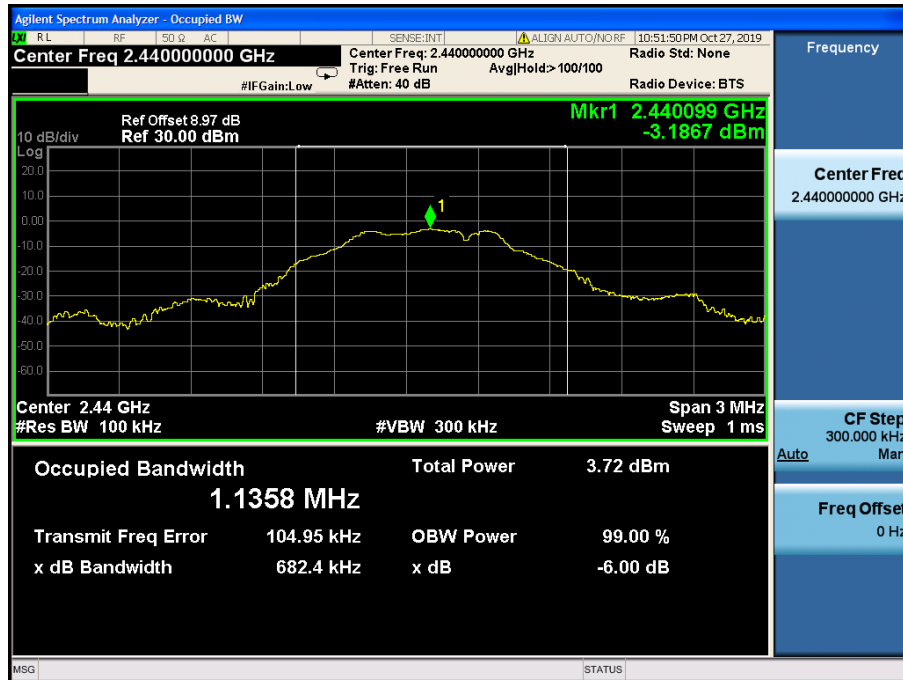 Agilent Spectrum Analyzer - Occupied BW
LXI RL RF 50 Ω AC SENSE:INT ALIGN AUTO/NO RF 10:51:50 PM Oct 27, 2019
Center Freq 2.440000000 GHz
Center Freq: 2.440000000 GHz Radio Std: None
Trig: Free Run Avg|Hold:>100/100
#IFGain:Low #Atten: 40 dB Radio Device: BTS
Frequency
Mkr1 2.440099 GHz
-3.1867 dBm
Ref Offset 8.97 dB
10 dB/div Ref 30.00 dBm
Log
20.0
10.0
0.00
-10.0
-20.0
-30.0
-40.0
-50.0
-60.0
1
Center 2.44 GHz Span 3 MHz
#Res BW 100 kHz #VBW 300 kHz Sweep 1 ms
Occupied Bandwidth Total Power 3.72 dBm
1.1358 MHz
Transmit Freq Error 104.95 kHz OBW Power 99.00 %
x dB Bandwidth 682.4 kHz x dB -6.00 dB
Center Freq
2.440000000 GHz
CF Step
300.000 kHz
Auto Man
Freq Offset
0 Hz
MSG STATUS